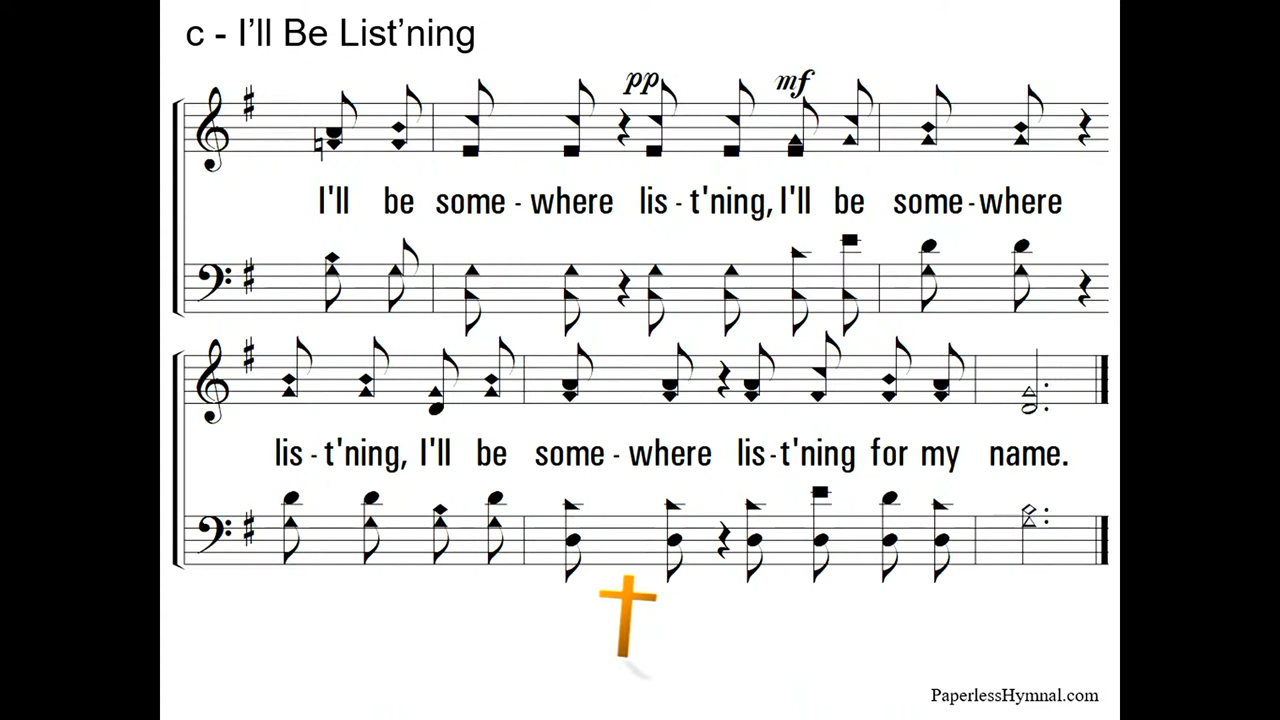 c - I’ll Be List’ning
pp mf
I'll be some - where lis - t'ning, I'll be some - where
lis - t'ning, I'll be some - where lis - t'ning for my name.
PaperlessHymnal.com